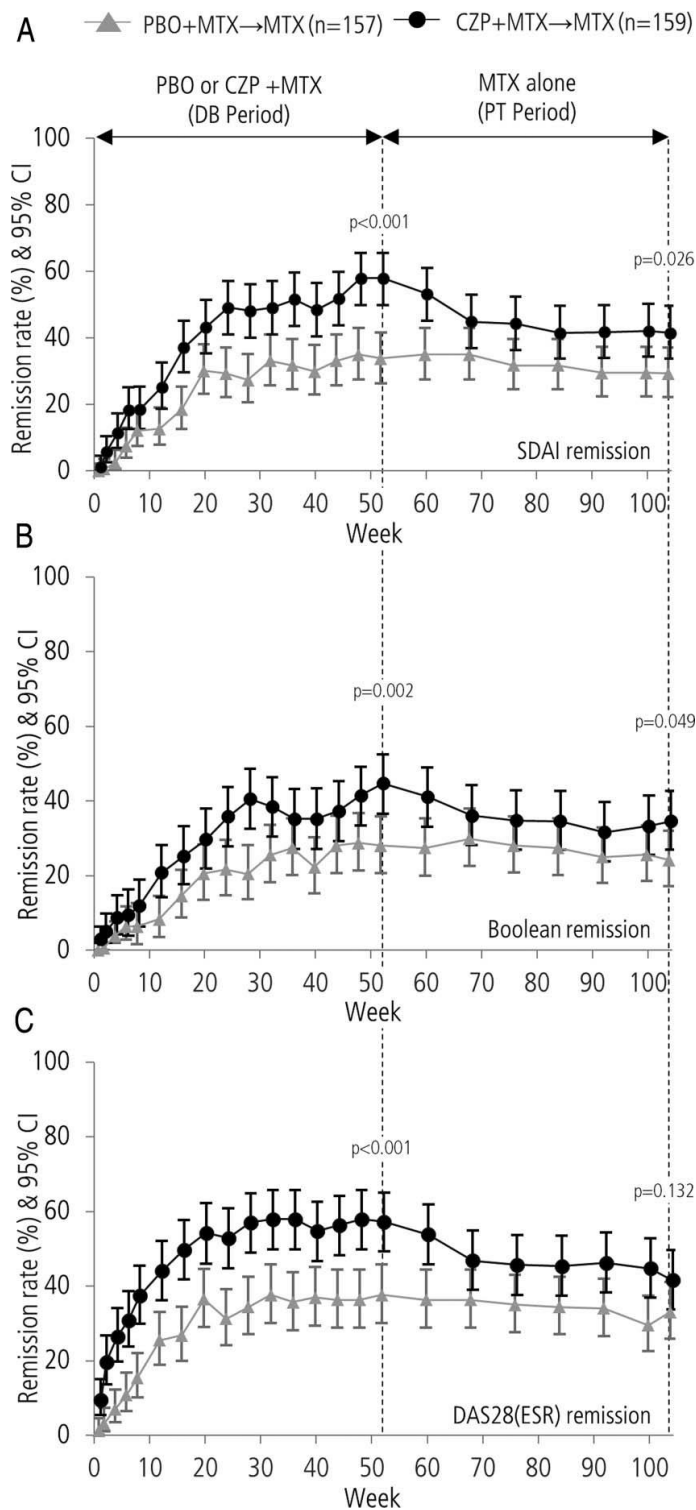 A
PBO+MTX→MTX (n=157) CZP+MTX→MTX (n=159)
PBO or CZP +MTX
(DB Period)
MTX alone
(PT Period)
Remission rate (%) & 95% CI
100
80
60
40
20
0
p<0.001
p=0.026
SDAI remission
0 10 20 30 40 50 60 70 80 90 100
Week
B
Remission rate (%) & 95% CI
100
80
60
40
20
0
p=0.002
p=0.049
Boolean remission
0 10 20 30 40 50 60 70 80 90 100
Week
C
Remission rate (%) & 95% CI
100
80
60
40
20
0
p<0.001
p=0.132
DAS28(ESR) remission
0 10 20 30 40 50 60 70 80 90 100
Week